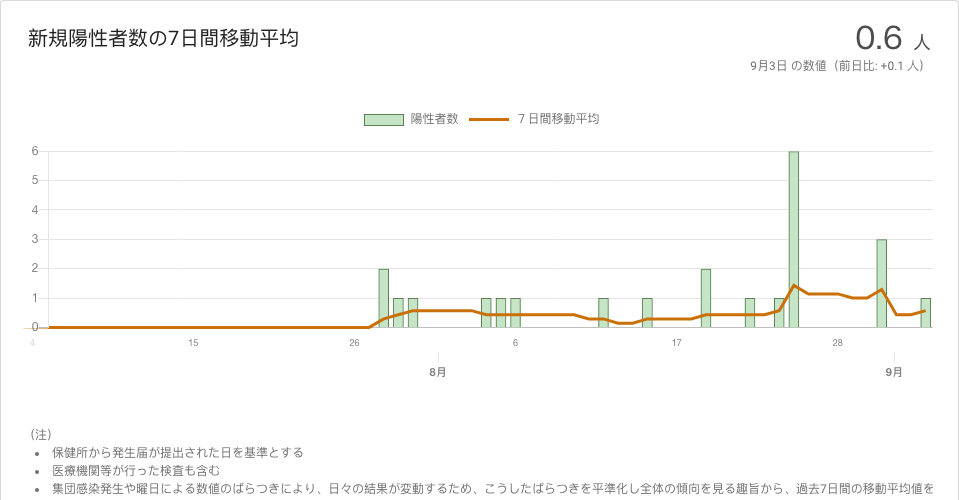 新規陽性者数の7日間移動平均
0.6 人
9月3日 の数値（前日比: +0.1 人）
陽性者数 7 日間移動平均
6
5
4
3
2
1
0
4 15 26 6 17 28
8月 9月
（注）
• 保健所から発生届が提出された日を基準とする
• 医療機関等が行った検査も含む
• 集団感染発生や曜日による数値のばらつきにより、日々の結果が変動するため、こうしたばらつきを平準化し全体の傾向を見る趣旨から、過去7日間の移動平均値を